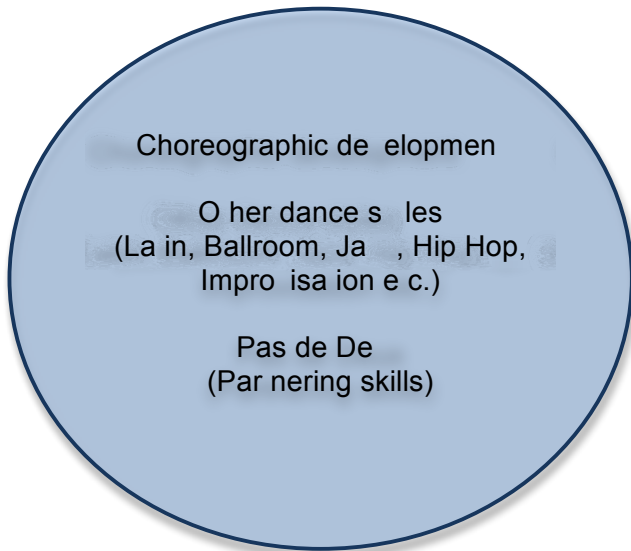 Choreographic de elopmen
O her dance s les
(La in, Ballroom, Ja , Hip Hop,
Impro isa ion e c.)
Pas de De
(Par nering skills)